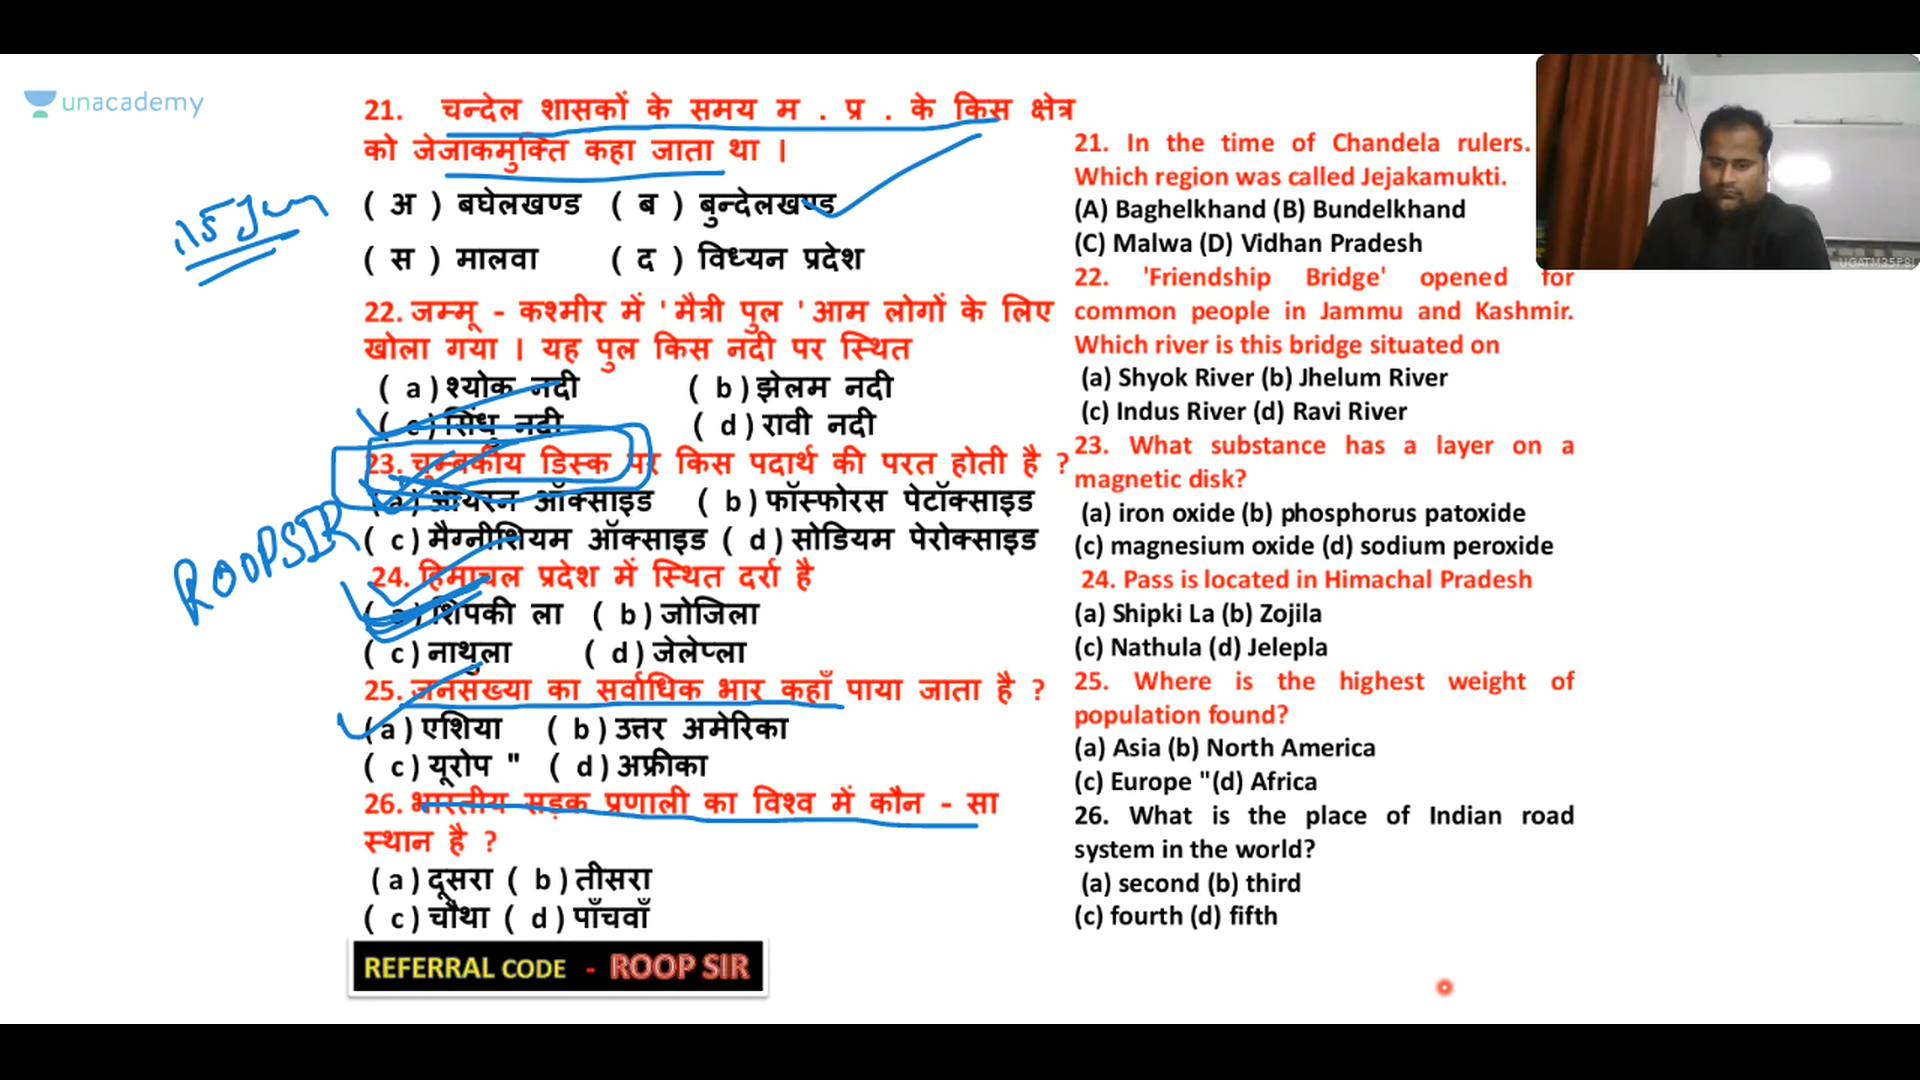 unacademy
21. चन्देल शासकों के समय म . प्र . के किस क्षेत्र
को जेजाकमुक्ति कहा जाता था |
( अ ) बघेलखण्ड ( ब ) बुन्देलखण्ड
( स ) मालवा ( द ) विध्यन प्रदेश
22. जम्मू - कश्मीर में ' मैत्री पुल ' आम लोगों के लिए
खोला गया | यह पुल किस नदी पर स्थित
( a ) श्योक नदी ( b ) झेलम नदी
( c ) सिंधु नदी ( d ) रावी नदी
23. चुम्बकीय डिस्क पर किस पदार्थ की परत होती है ?
( a ) आयरन ऑक्साइड ( b ) फॉस्फोरस पेटॉक्साइड
( c ) मैग्नीशियम ऑक्साइड ( d ) सोडियम पेरोक्साइड
24. हिमाचल प्रदेश में स्थित दर्रा है
( a ) शिपकी ला ( b ) जोजिला
( c ) नाथुला ( d ) जेलेप्ला
25. जनसंख्या का सर्वाधिक भार कहाँ पाया जाता है ?
( a ) एशिया ( b ) उत्तर अमेरिका
( c ) यूरोप " ( d ) अफ्रीका
26. भारतीय सड़क प्रणाली का विश्व में कौन - सा
स्थान है ?
( a ) दूसरा ( b ) तीसरा
( c ) चौथा ( d ) पाँचवाँ
REFERRAL CODE - ROOP SIR
ROOPSIR
21. In the time of Chandela rulers.
Which region was called Jejakamukti.
(A) Baghelkhand (B) Bundelkhand
(C) Malwa (D) Vidhan Pradesh
22. 'Friendship Bridge' opened for
common people in Jammu and Kashmir.
Which river is this bridge situated on
(a) Shyok River (b) Jhelum River
(c) Indus River (d) Ravi River
23. What substance has a layer on a
magnetic disk?
(a) iron oxide (b) phosphorus patoxide
(c) magnesium oxide (d) sodium peroxide
24. Pass is located in Himachal Pradesh
(a) Shipki La (b) Zojila
(c) Nathula (d) Jelepla
25. Where is the highest weight of
population found?
(a) Asia (b) North America
(c) Europe "(d) Africa
26. What is the place of Indian road
system in the world?
(a) second (b) third
(c) fourth (d) fifth